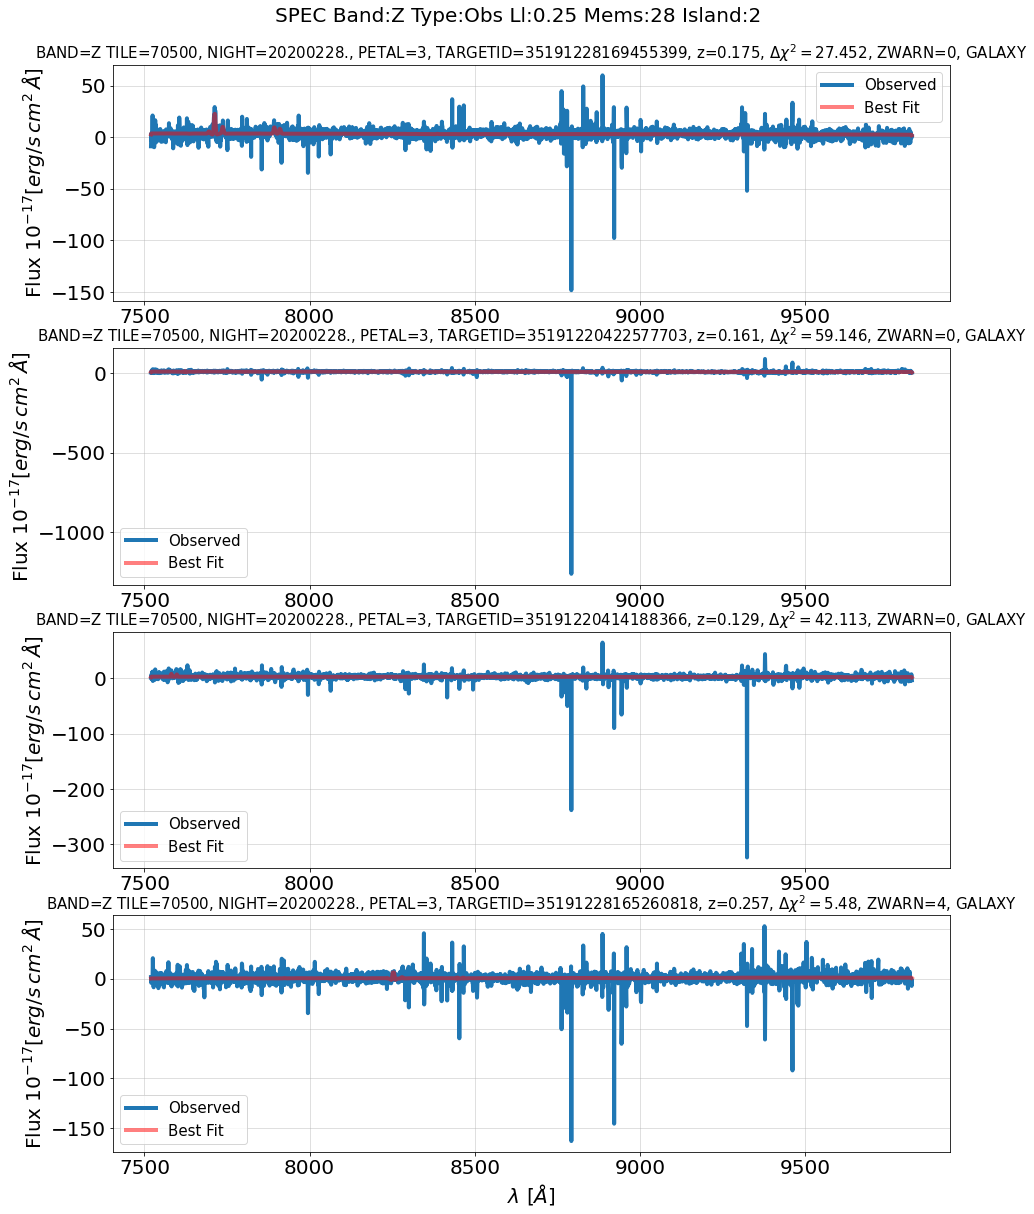 SPEC Band:Z Type:Obs Ll:0.25 Mems:28 Island:2
BAND=Z TILE=70500, NIGHT=20200228., PETAL=3, TARGETID=35191228169455399, z=0.175, Δχ² = 27.452, ZWARN=0, GALAXY
Flux 10⁻¹⁷[erg/s cm² Å]
50
0
−50
−100
−150
Observed
Best Fit
7500 8000 8500 9000 9500
BAND=Z TILE=70500, NIGHT=20200228., PETAL=3, TARGETID=35191220422577703, z=0.161, Δχ² = 59.146, ZWARN=0, GALAXY
Flux 10⁻¹⁷[erg/s cm² Å]
0
−500
−1000
Observed
Best Fit
7500 8000 8500 9000 9500
BAND=Z TILE=70500, NIGHT=20200228., PETAL=3, TARGETID=35191220414188366, z=0.129, Δχ² = 42.113, ZWARN=0, GALAXY
Flux 10⁻¹⁷[erg/s cm² Å]
0
−100
−200
−300
Observed
Best Fit
7500 8000 8500 9000 9500
BAND=Z TILE=70500, NIGHT=20200228., PETAL=3, TARGETID=35191228165260818, z=0.257, Δχ² = 5.48, ZWARN=4, GALAXY
Flux 10⁻¹⁷[erg/s cm² Å]
50
0
−50
−100
−150
Observed
Best Fit
7500 8000 8500 9000 9500
λ [Å]